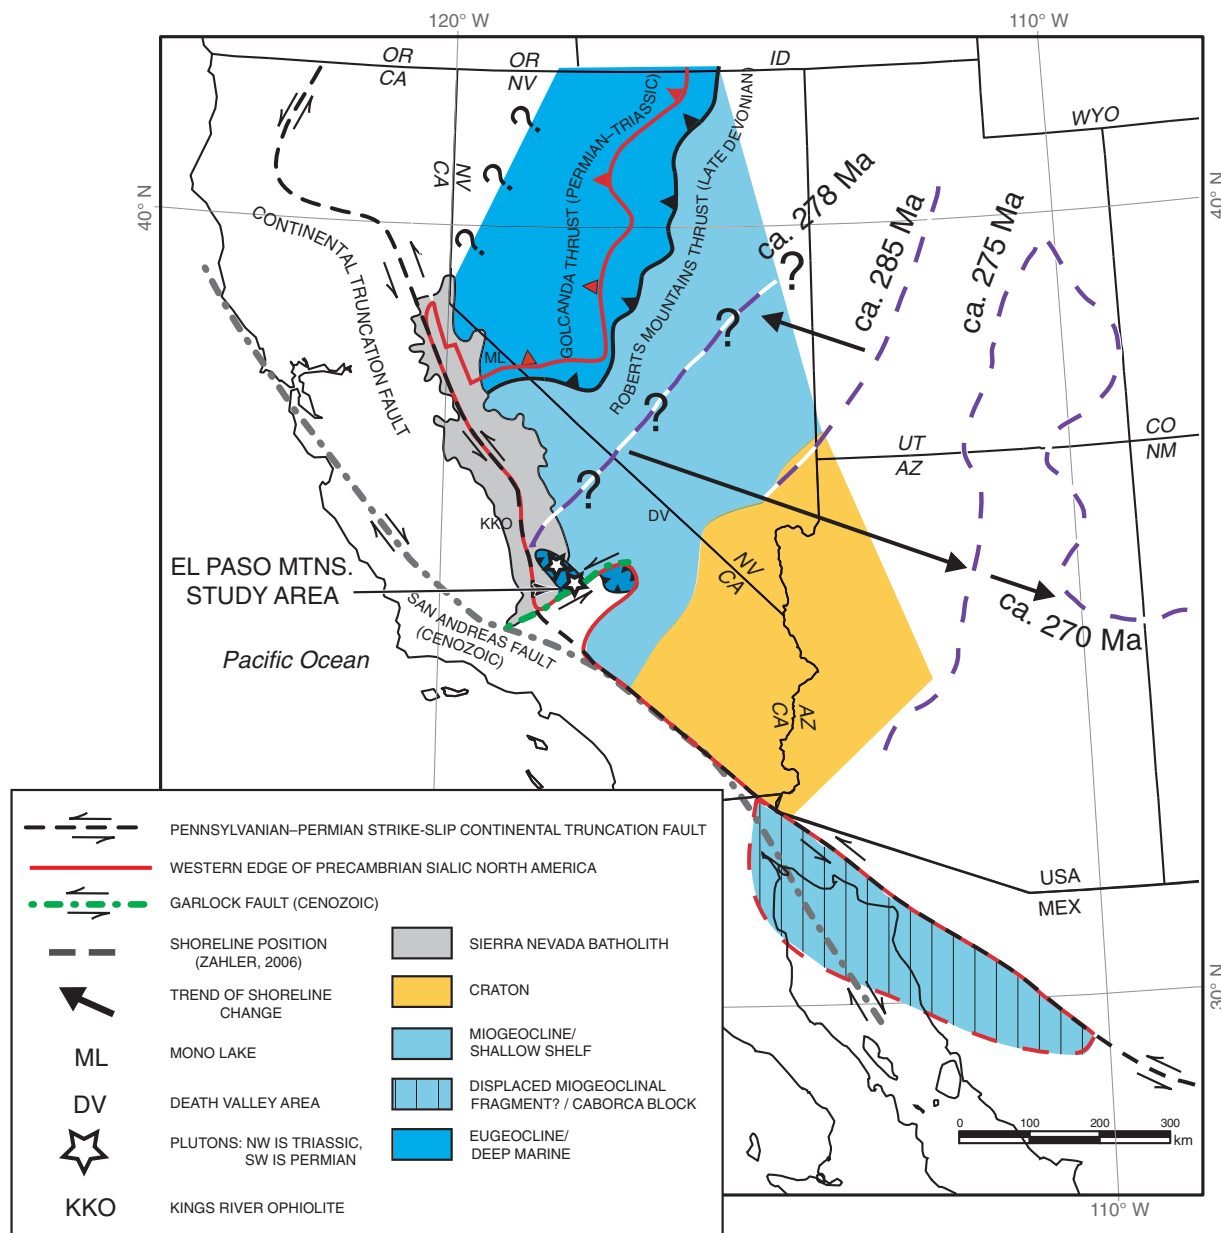 120° W
110° W
OR
CA
OR
NV
ID
WYO
40° N
40° N
NV
CA
?
?
?
CONTINENTAL TRUNCATION FAULT
GOLCANDA THRUST (PERMIAN–TRIASSIC)
ROBERTS MOUNTAINS THRUST (LATE DEVONIAN)
ca. 278 Ma
ca. 285 Ma
ca. 275 Ma
?
?
?
?
ML
UT
AZ
CO
NM
KKO
DV
NV
CA
EL PASO MTNS.
STUDY AREA
SAN ANDREAS FAULT
(CENOZOIC)
ca. 270 Ma
Pacific Ocean
CA
AZ
USA
MEX
30° N
0 100 200 300
km
110° W
PENNSYLVANIAN–PERMIAN STRIKE-SLIP CONTINENTAL TRUNCATION FAULT
WESTERN EDGE OF PRECAMBRIAN SIALIC NORTH AMERICA
GARLOCK FAULT (CENOZOIC)
SHORELINE POSITION
(ZAHLER, 2006)
TREND OF SHORELINE
CHANGE
ML MONO LAKE
DV DEATH VALLEY AREA
PLUTONS: NW IS TRIASSIC,
SW IS PERMIAN
KKO KINGS RIVER OPHIOLITE
SIERRA NEVADA BATHOLITH
CRATON
MIOGEOCLINE/
SHALLOW SHELF
DISPLACED MIOGEOCLINAL
FRAGMENT? / CABORCA BLOCK
EUGEOCLINE/
DEEP MARINE